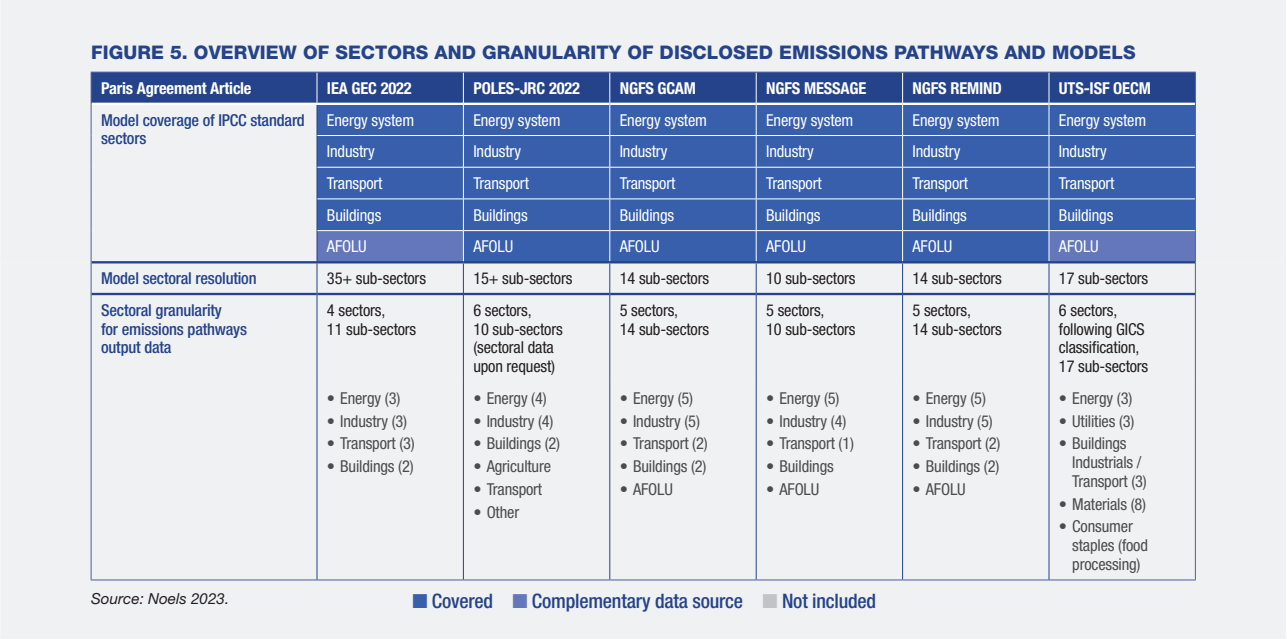 FIGURE 5. OVERVIEW OF SECTORS AND GRANULARITY OF DISCLOSED EMISSIONS PATHWAYS AND MODELS
Paris Agreement Article IEA GEC 2022 POLES-JRC 2022 NGFS GCAM NGFS MESSAGE NGFS REMIND UTS-ISF OECM
Model coverage of IPCC standard
sectors
Energy system Energy system Energy system Energy system Energy system Energy system
Industry Industry Industry Industry Industry Industry
Transport Transport Transport Transport Transport Transport
Buildings Buildings Buildings Buildings Buildings Buildings
AFOLU AFOLU AFOLU AFOLU AFOLU AFOLU
Model sectoral resolution 35+ sub-sectors 15+ sub-sectors 14 sub-sectors 10 sub-sectors 14 sub-sectors 17 sub-sectors
Sectoral granularity
for emissions pathways
output data
4 sectors,
11 sub-sectors
• Energy (3)
• Industry (3)
• Transport (3)
• Buildings (2)
6 sectors,
10 sub-sectors
(sectoral data
upon request)
• Energy (4)
• Industry (4)
• Buildings (2)
• Agriculture
• Transport
• Other
5 sectors,
14 sub-sectors
• Energy (5)
• Industry (5)
• Transport (2)
• Buildings (2)
• AFOLU
5 sectors,
10 sub-sectors
• Energy (5)
• Industry (4)
• Transport (1)
• Buildings
• AFOLU
5 sectors,
14 sub-sectors
• Energy (5)
• Industry (5)
• Transport (2)
• Buildings (2)
• AFOLU
6 sectors,
following GICS
classification,
17 sub-sectors
• Energy (3)
• Utilities (3)
• Buildings
Industrials /
Transport (3)
• Materials (8)
• Consumer
staples (food
processing)
Source: Noels 2023.
Covered Complementary data source Not included